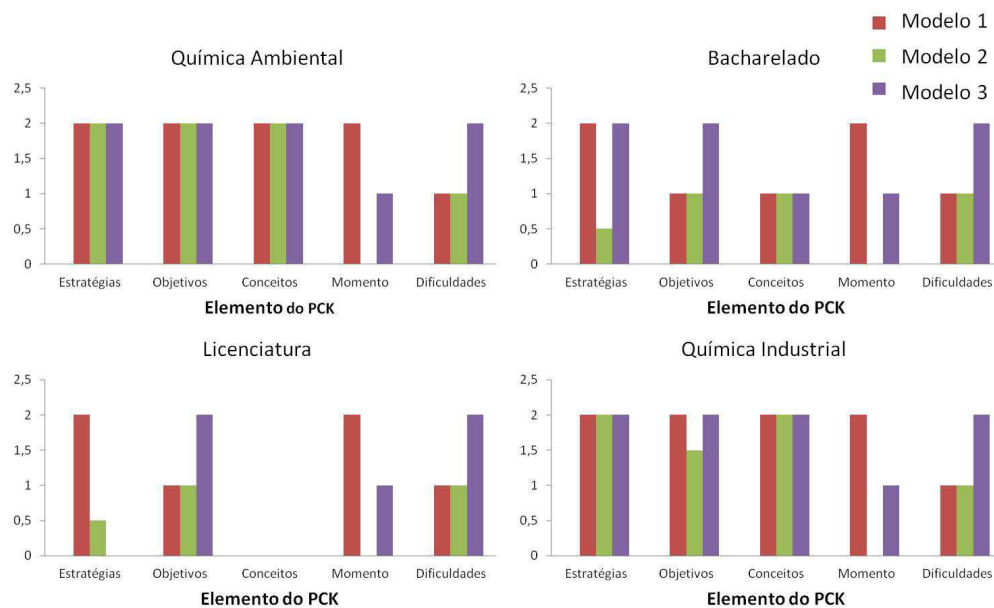 Modelo 1
Modelo 2
Modelo 3
Química Ambiental
2,5
2
1,5
1
0,5
0
Estratégias Objetivos Conceitos Momento Dificuldades
Elemento do PCK
Bacharelado
2,5
2
1,5
1
0,5
0
Estratégias Objetivos Conceitos Momento Dificuldades
Elemento do PCK
Licenciatura
2,5
2
1,5
1
0,5
0
Estratégias Objetivos Conceitos Momento Dificuldades
Elemento do PCK
Química Industrial
2,5
2
1,5
1
0,5
0
Estratégias Objetivos Conceitos Momento Dificuldades
Elemento do PCK